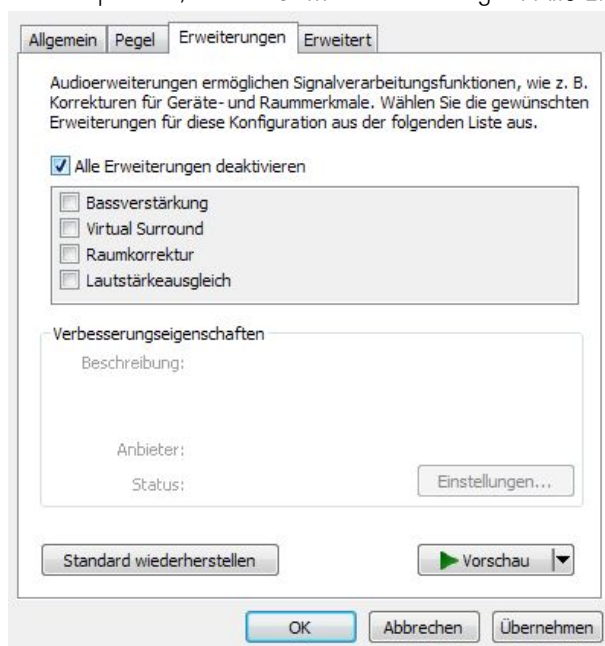 Allgemein Pegel Erweiterungen Erweitert
Audioerweiterungen ermöglichen Signalverarbeitungsfunktionen, wie z. B.
Korrekturen für Geräte- und Raummerkmale. Wählen Sie die gewünschten
Erweiterungen für diese Konfiguration aus der folgenden Liste aus.
Alle Erweiterungen deaktivieren
Bassverstärkung
Virtual Surround
Raumkorrektur
Lautstärkeausgleich
Verbesserungseigenschaften
Beschreibung:
Anbieter:
Status:
Einstellungen...
Standard wiederherstellen
Vorschau
OK Abbrechen Übernehmen